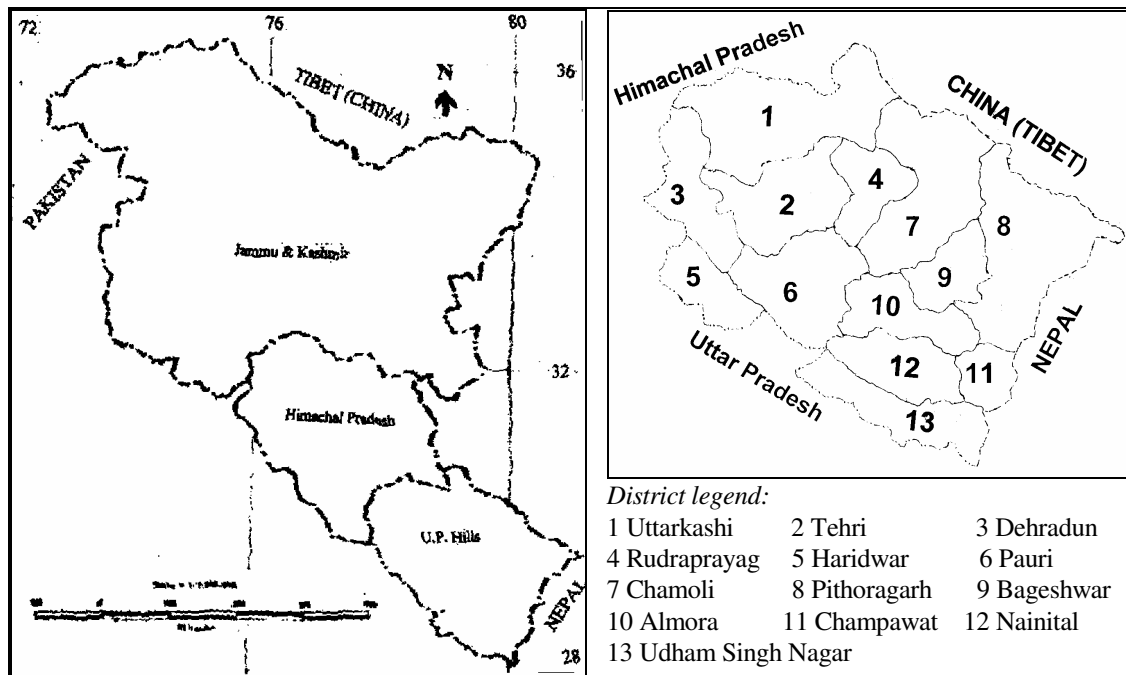 72
76
80
N
36
TIBET (CHINA)
PAKISTAN
Jammu & Kashmir
32
Himachal Pradesh
U.P. Hills
NEPAL
28
Himachal Pradesh
CHINA (TIBET)
1
2
3
4
5
6
7
8
9
10
11
12
13
NEPAL
Uttar Pradesh
District legend:
1 Uttarkashi 2 Tehri 3 Dehradun
4 Rudraprayag 5 Haridwar 6 Pauri
7 Chamoli 8 Pithoragarh 9 Bageshwar
10 Almora 11 Champawat 12 Nainital
13 Udham Singh Nagar